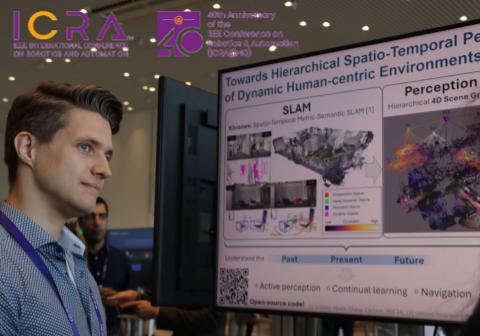 ICRA
IEEE INTERNATIONAL CONFERENCE
ON ROBOTICS AND AUTOMATION
@
40
40th Anniversary
of the
IEEE Conference on
Robotics & Automation
Towards Hierarchical Spatio-Temporal Pe
of Dynamic Human-centric Environments
SLAM
Khronos: Spatio-Temporal Metric-Semantic SLAM [1]
Perception
Hierarchical 4D Scene Gr
Understand the
Past
Present
Future
Active perception
Continual learning
Navigation
Open-source code!